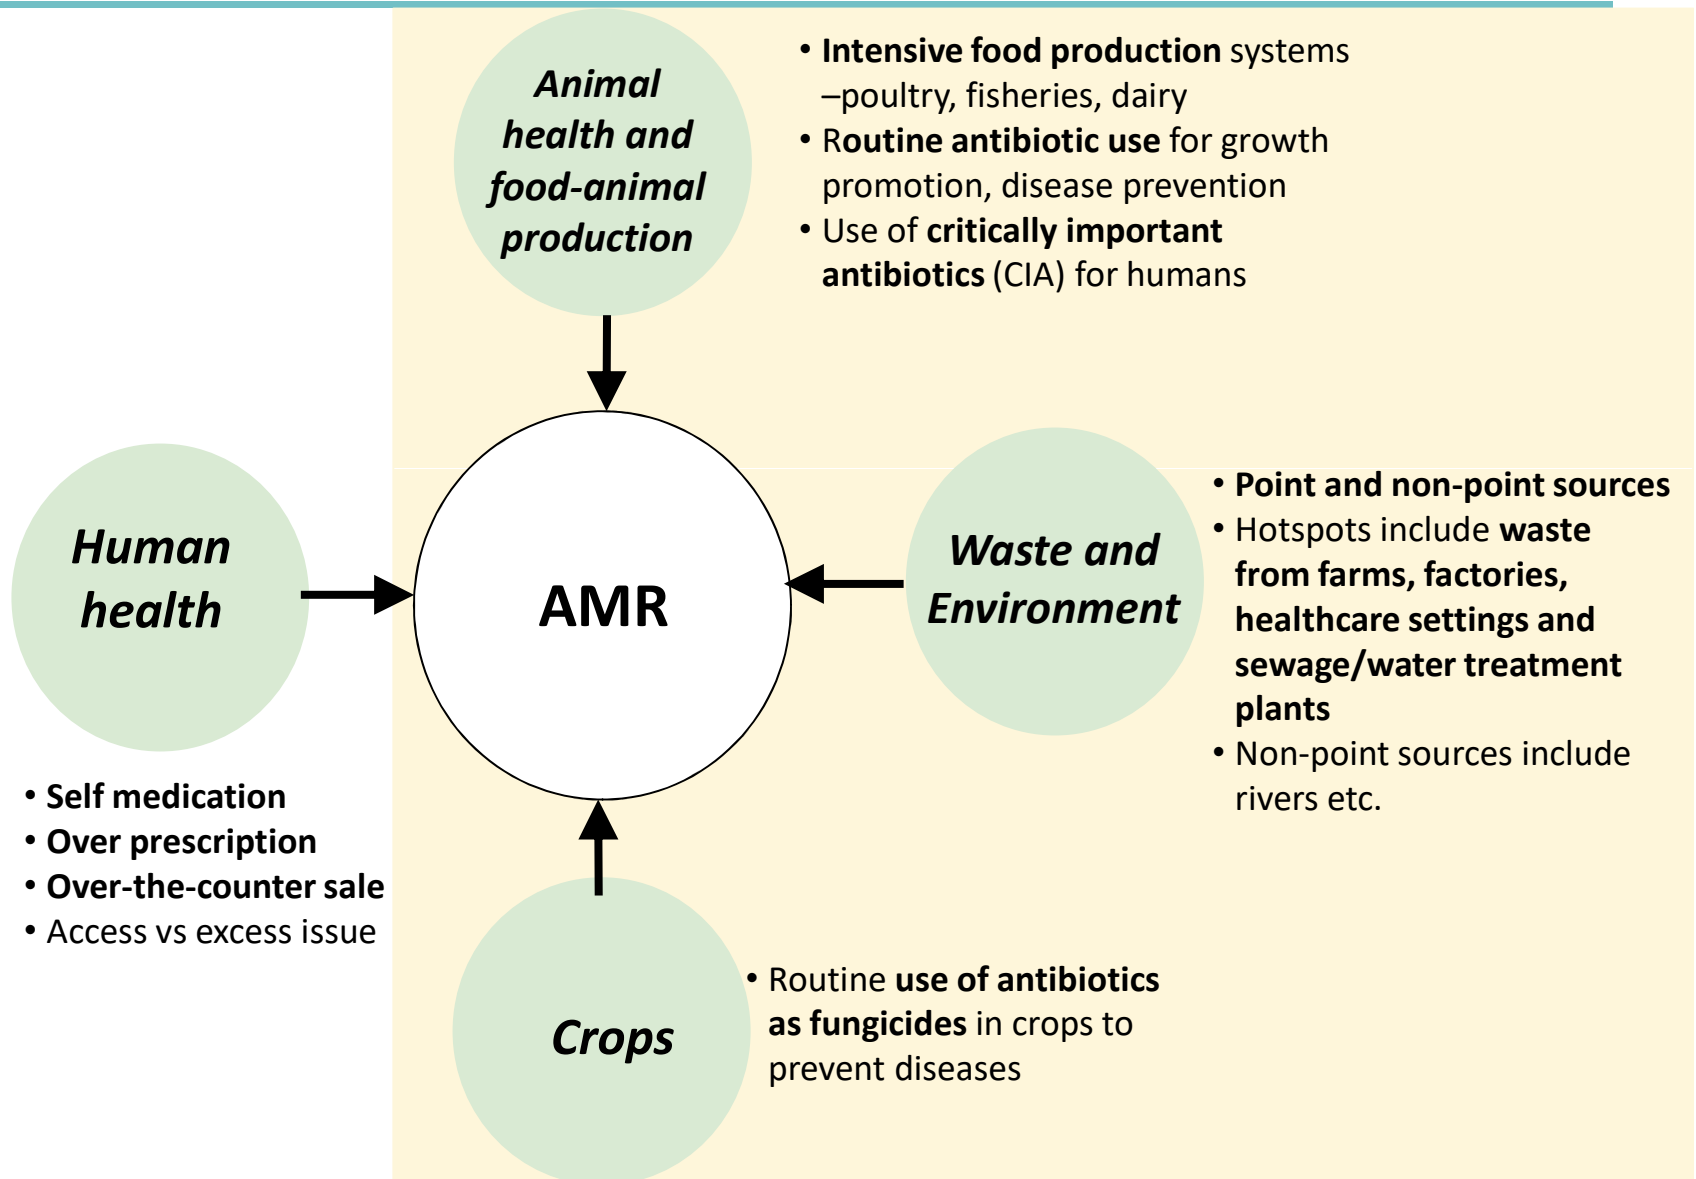 Animal
health and
food-animal
production
• Intensive food production systems
–poultry, fisheries, dairy
• Routine antibiotic use for growth
promotion, disease prevention
• Use of critically important
antibiotics (CIA) for humans
Human
health
• Self medication
• Over prescription
• Over-the-counter sale
• Access vs excess issue
AMR
Waste and
Environment
• Point and non-point sources
• Hotspots include waste
from farms, factories,
healthcare settings and
sewage/water treatment
plants
• Non-point sources include
rivers etc.
Crops
• Routine use of antibiotics
as fungicides in crops to
prevent diseases